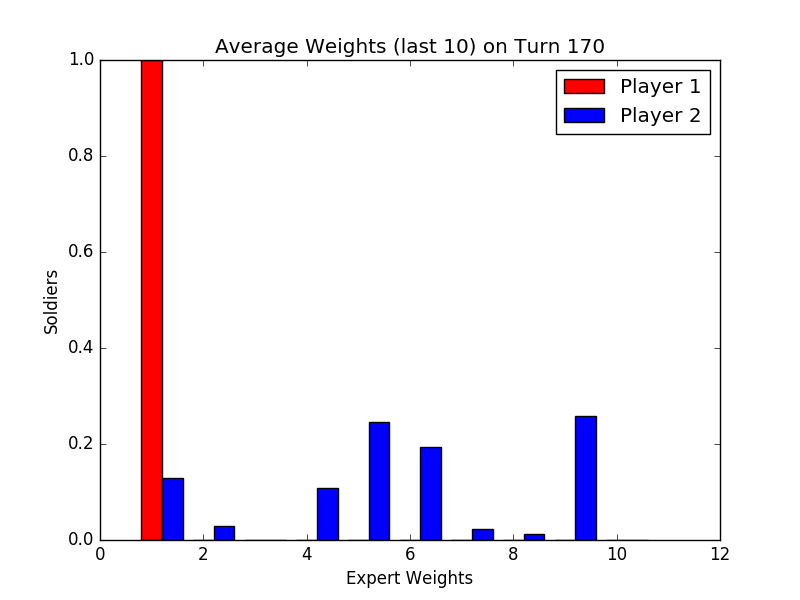 Average Weights (last 10) on Turn 170
Player 1
Player 2
1.0
0.8
0.6
0.4
0.2
0.0
Soldiers
0 2 4 6 8 10 12
Expert Weights